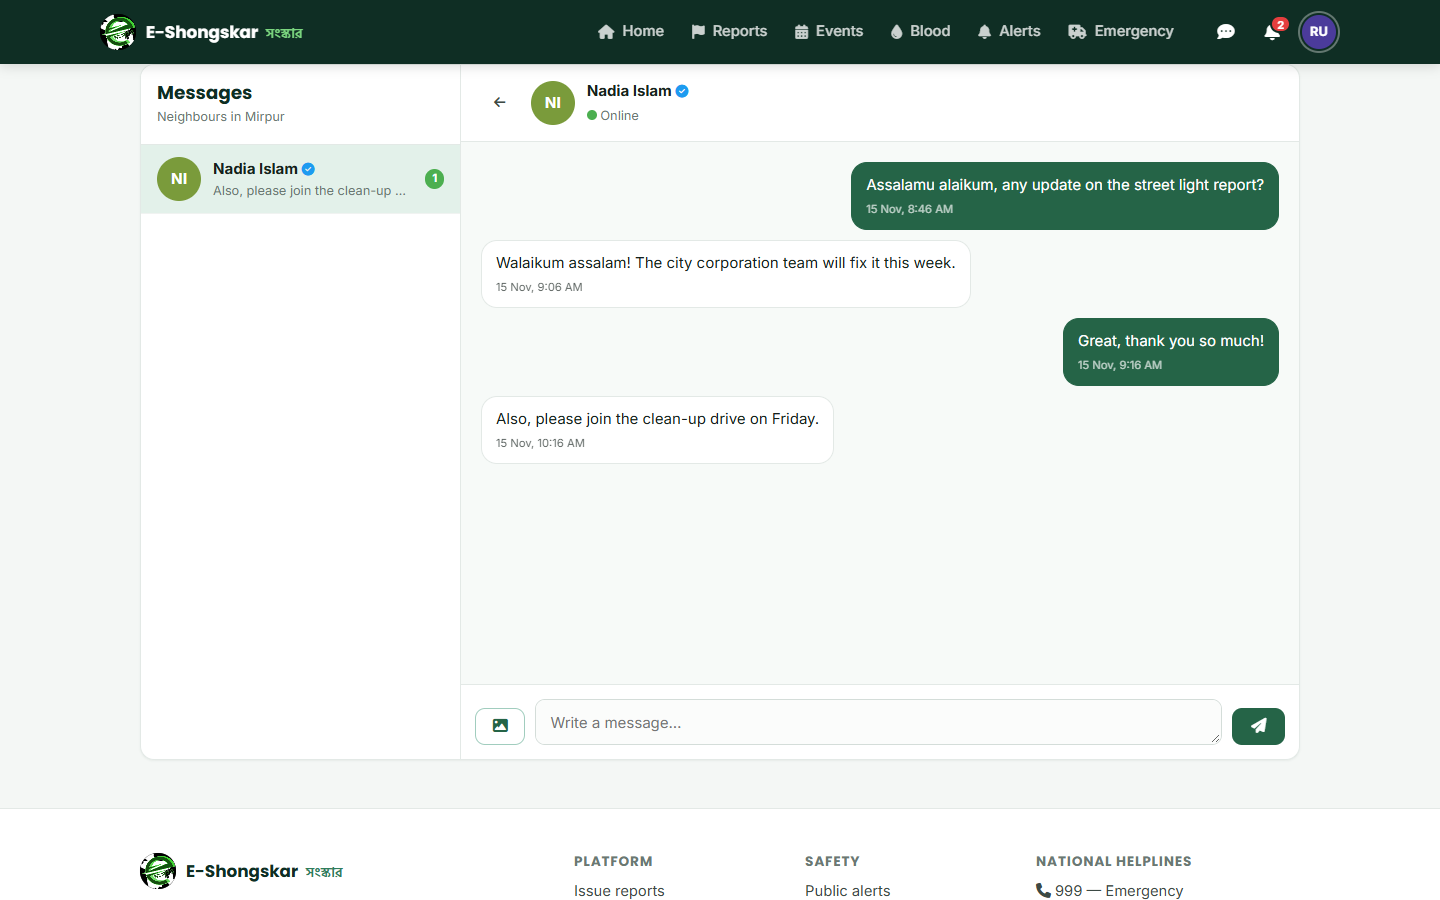 E-Shongskar সংস্কার
Home
Reports
Events
Blood
Alerts
Emergency
2
RU
Messages
Neighbours in Mirpur
NI
Nadia Islam
Also, please join the clean-up ...
1
NI
Nadia Islam
Online
Assalamu alaikum, any update on the street light report?
15 Nov, 8:46 AM
Walaikum assalam! The city corporation team will fix it this week.
15 Nov, 9:06 AM
Great, thank you so much!
15 Nov, 9:16 AM
Also, please join the clean-up drive on Friday.
15 Nov, 10:16 AM
Write a message...
E-Shongskar সংস্কার
PLATFORM
Issue reports
SAFETY
Public alerts
NATIONAL HELPLINES
999 — Emergency